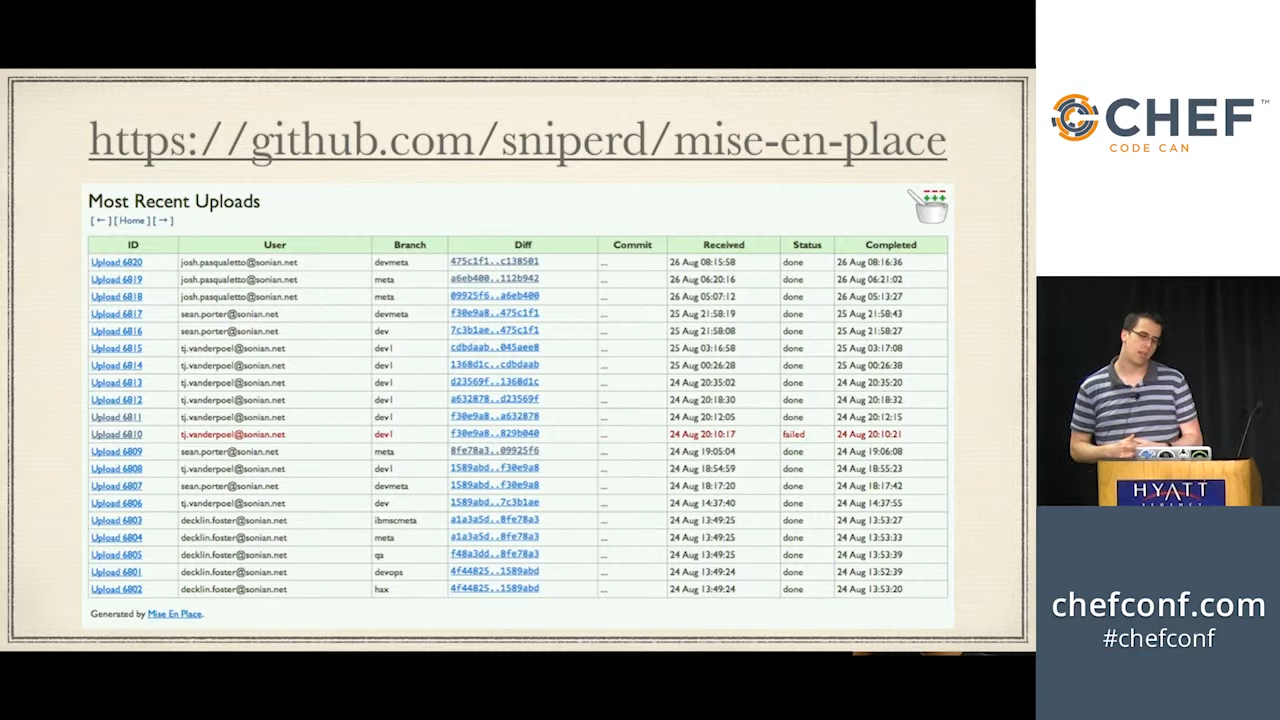 https://github.com/sniperd/mise-en-place
Most Recent Uploads
[ ← ] [ Home ] [ → ]
ID User Branch Diff Commit Received Status Completed
Upload 6820 josh.pasqualetto@sonian.net devmeta 475c1f1..c138501 ... 26 Aug 08:15:58 done 26 Aug 08:16:36
Upload 6819 josh.pasqualetto@sonian.net meta a6eb400..112b942 ... 26 Aug 06:20:16 done 26 Aug 06:21:02
Upload 6818 josh.pasqualetto@sonian.net meta 09925f6..a6eb400 ... 26 Aug 05:07:12 done 26 Aug 05:13:27
Upload 6817 sean.porter@sonian.net devmeta f30e9a8..475c1f1 ... 25 Aug 21:58:19 done 25 Aug 21:58:43
Upload 6816 sean.porter@sonian.net dev 7c3b1ae..475c1f1 ... 25 Aug 21:58:08 done 25 Aug 21:58:27
Upload 6815 tj.vanderpoel@sonian.net dev1 cdbdaab..045aee8 ... 25 Aug 03:16:58 done 25 Aug 03:17:08
Upload 6814 tj.vanderpoel@sonian.net dev1 1368d1c..cdbdaab ... 25 Aug 00:26:28 done 25 Aug 00:26:38
Upload 6813 tj.vanderpoel@sonian.net dev1 d23569f..1368d1c ... 24 Aug 20:35:02 done 24 Aug 20:35:20
Upload 6812 tj.vanderpoel@sonian.net dev1 a632878..d23569f ... 24 Aug 20:18:30 done 24 Aug 20:18:32
Upload 6811 tj.vanderpoel@sonian.net dev1 f30e9a8..a632878 ... 24 Aug 20:12:05 done 24 Aug 20:12:15
Upload 6810 tj.vanderpoel@sonian.net dev1 f30e9a8..829b040 ... 24 Aug 20:10:17 failed 24 Aug 20:10:21
Upload 6809 sean.porter@sonian.net meta 8fe78a3..09925f6 ... 24 Aug 19:05:04 done 24 Aug 19:06:08
Upload 6808 tj.vanderpoel@sonian.net dev1 1589abd..f30e9a8 ... 24 Aug 18:54:59 done 24 Aug 18:55:23
Upload 6807 sean.porter@sonian.net devmeta 1589abd..f30e9a8 ... 24 Aug 18:17:20 done 24 Aug 18:17:42
Upload 6806 tj.vanderpoel@sonian.net dev 1589abd..7c3b1ae ... 24 Aug 14:37:40 done 24 Aug 14:37:55
Upload 6803 decklin.foster@sonian.net ibmscmeta a1a3a5d..8fe78a3 ... 24 Aug 13:49:25 done 24 Aug 13:53:27
Upload 6804 decklin.foster@sonian.net meta a1a3a5d..8fe78a3 ... 24 Aug 13:49:25 done 24 Aug 13:53:33
Upload 6805 decklin.foster@sonian.net qa f48a3dd..8fe78a3 ... 24 Aug 13:49:25 done 24 Aug 13:53:39
Upload 6801 decklin.foster@sonian.net devops 4f44825..1589abd ... 24 Aug 13:49:24 done 24 Aug 13:52:39
Upload 6802 decklin.foster@sonian.net hax 4f44825..1589abd ... 24 Aug 13:49:24 done 24 Aug 13:53:20
Generated by Mise En Place.
CHEF™
CODE CAN
HYATT
chefconf.com
#chefconf